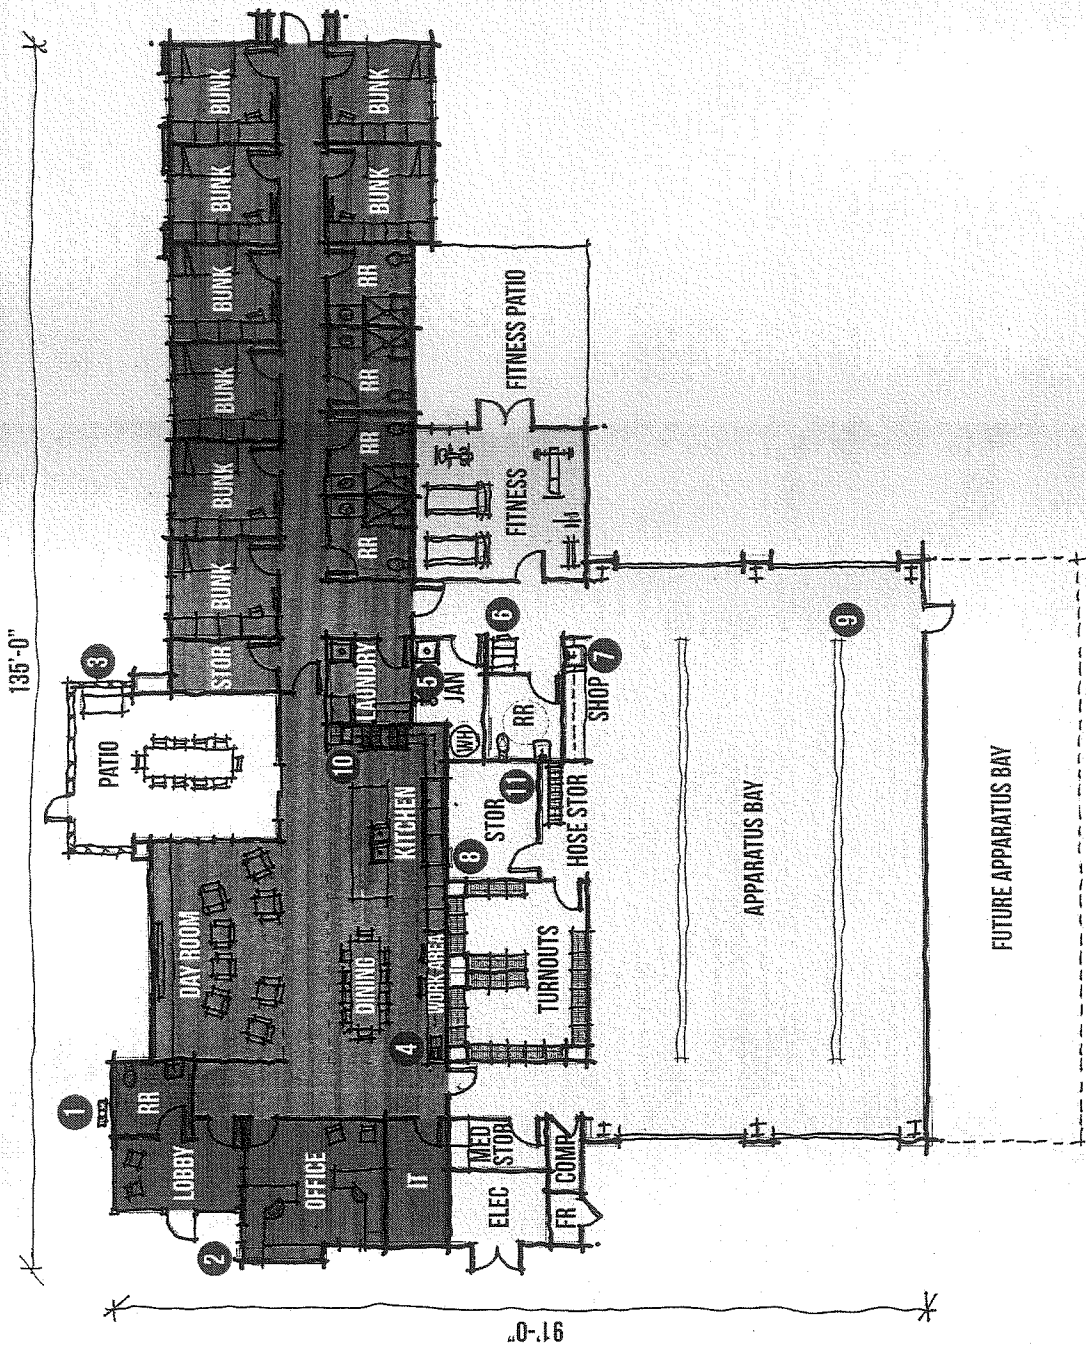 135'-0"
1
3
PATIO
RR
LOBBY
DAY ROOM
2
STOR
BUNK
BUNK
BUNK
BUNK
BUNK
BUNK
OFFICE
10
DINING
LAUNDRY
RR
RR
RR
RR
BUNK
BUNK
4
KITCHEN
IT
WORK AREA
5
JAN
WH
8
MED
STOR
STOR
ELEC
6
11
RR
FITNESS
FITNESS PATIO
91'-0"
TURNOUTS
FR
COMP
HOSE STOR
SHOP
7
APPARATUS BAY
9
FUTURE APPARATUS BAY